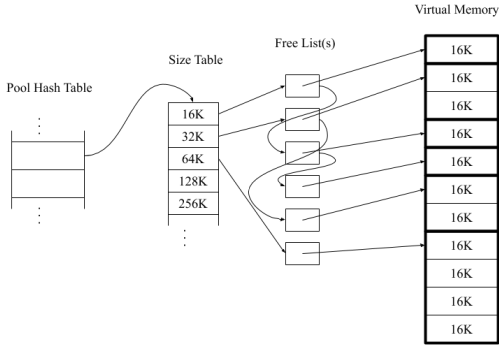 Virtual Memory
Free List(s)
Size Table
Pool Hash Table
16K
32K
64K
128K
256K
16K
16K
16K
16K
16K
16K
16K
16K
16K
16K
16K